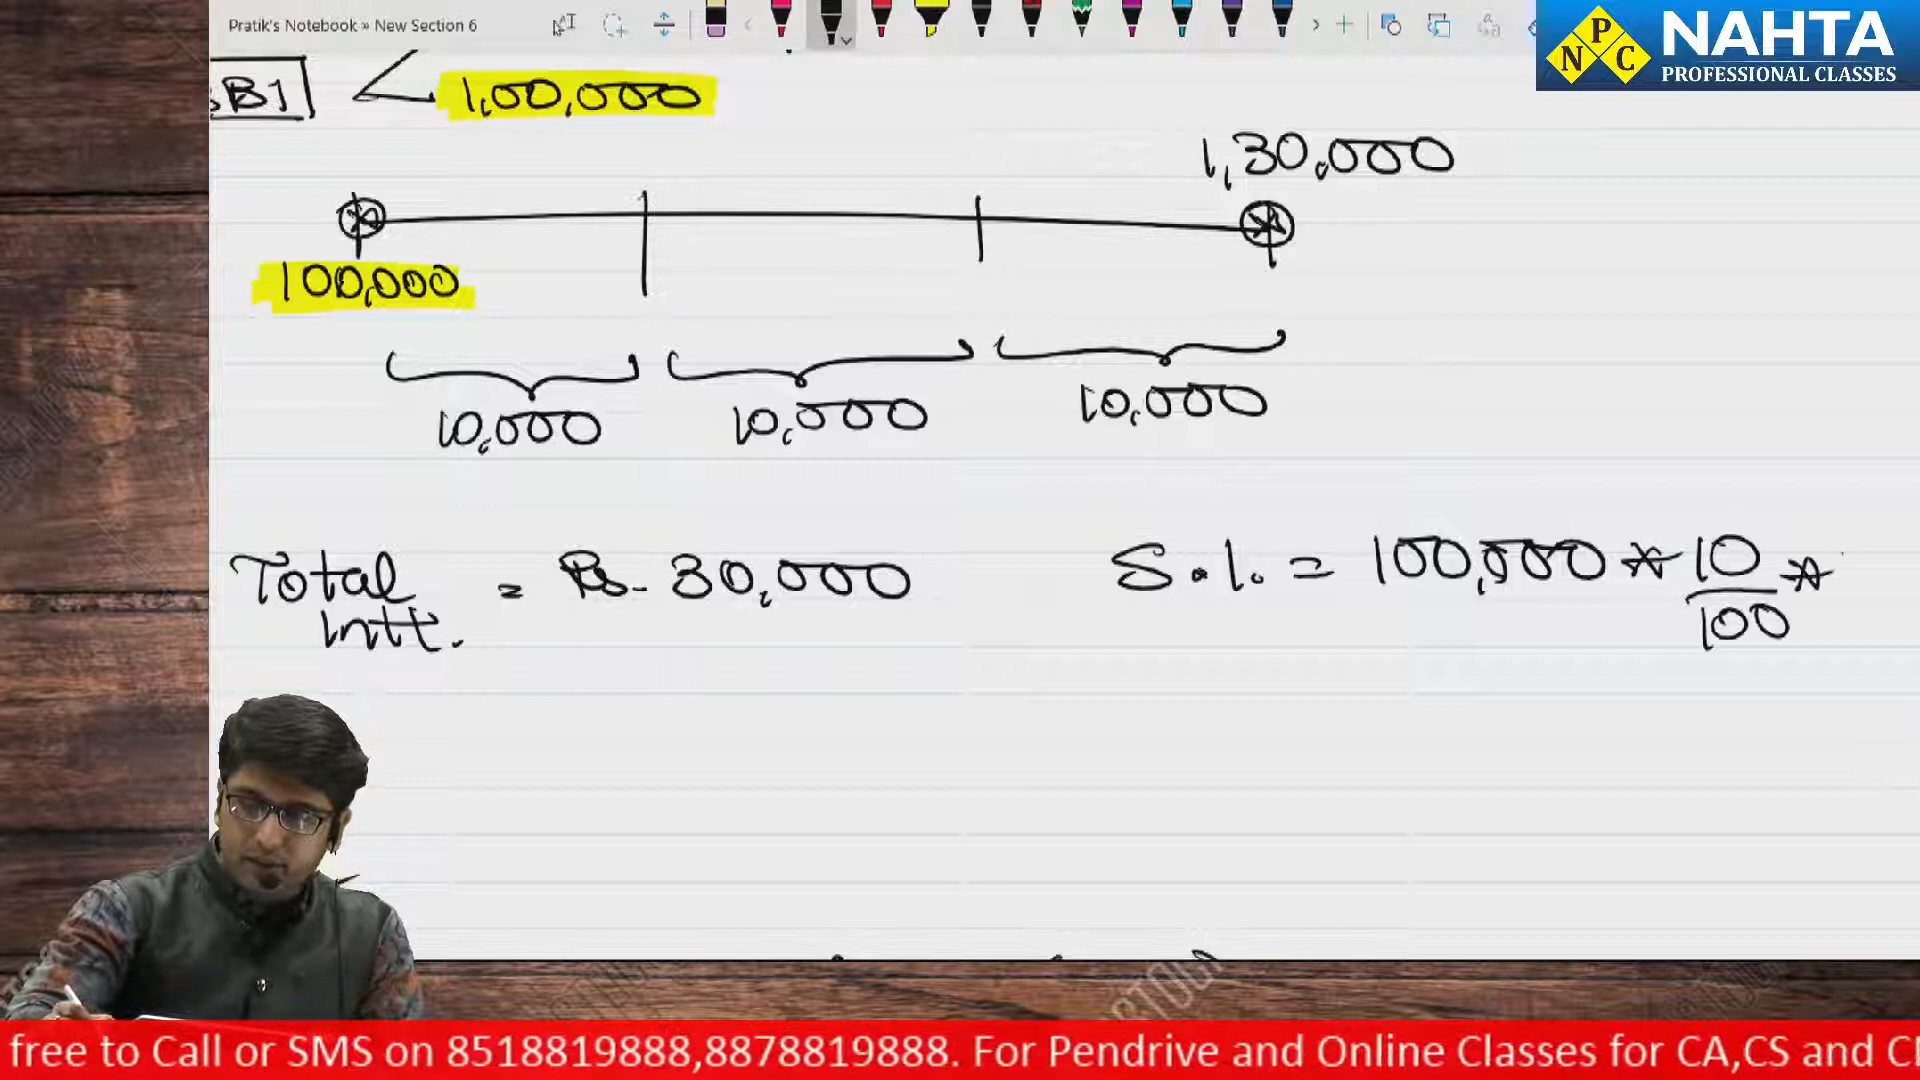 Pratik's Notebook » New Section 6
NPC
NAHTA
PROFESSIONAL CLASSES
1,00,000
1,30,000
100,000
10,000 10,000 10,000
Total = Rs. 30,000
Intt.
S.I. = 100,000 * 10/100 *
free to Call or SMS on 8518819888,8878819888. For Pendrive and Online Classes for CA,CS and C